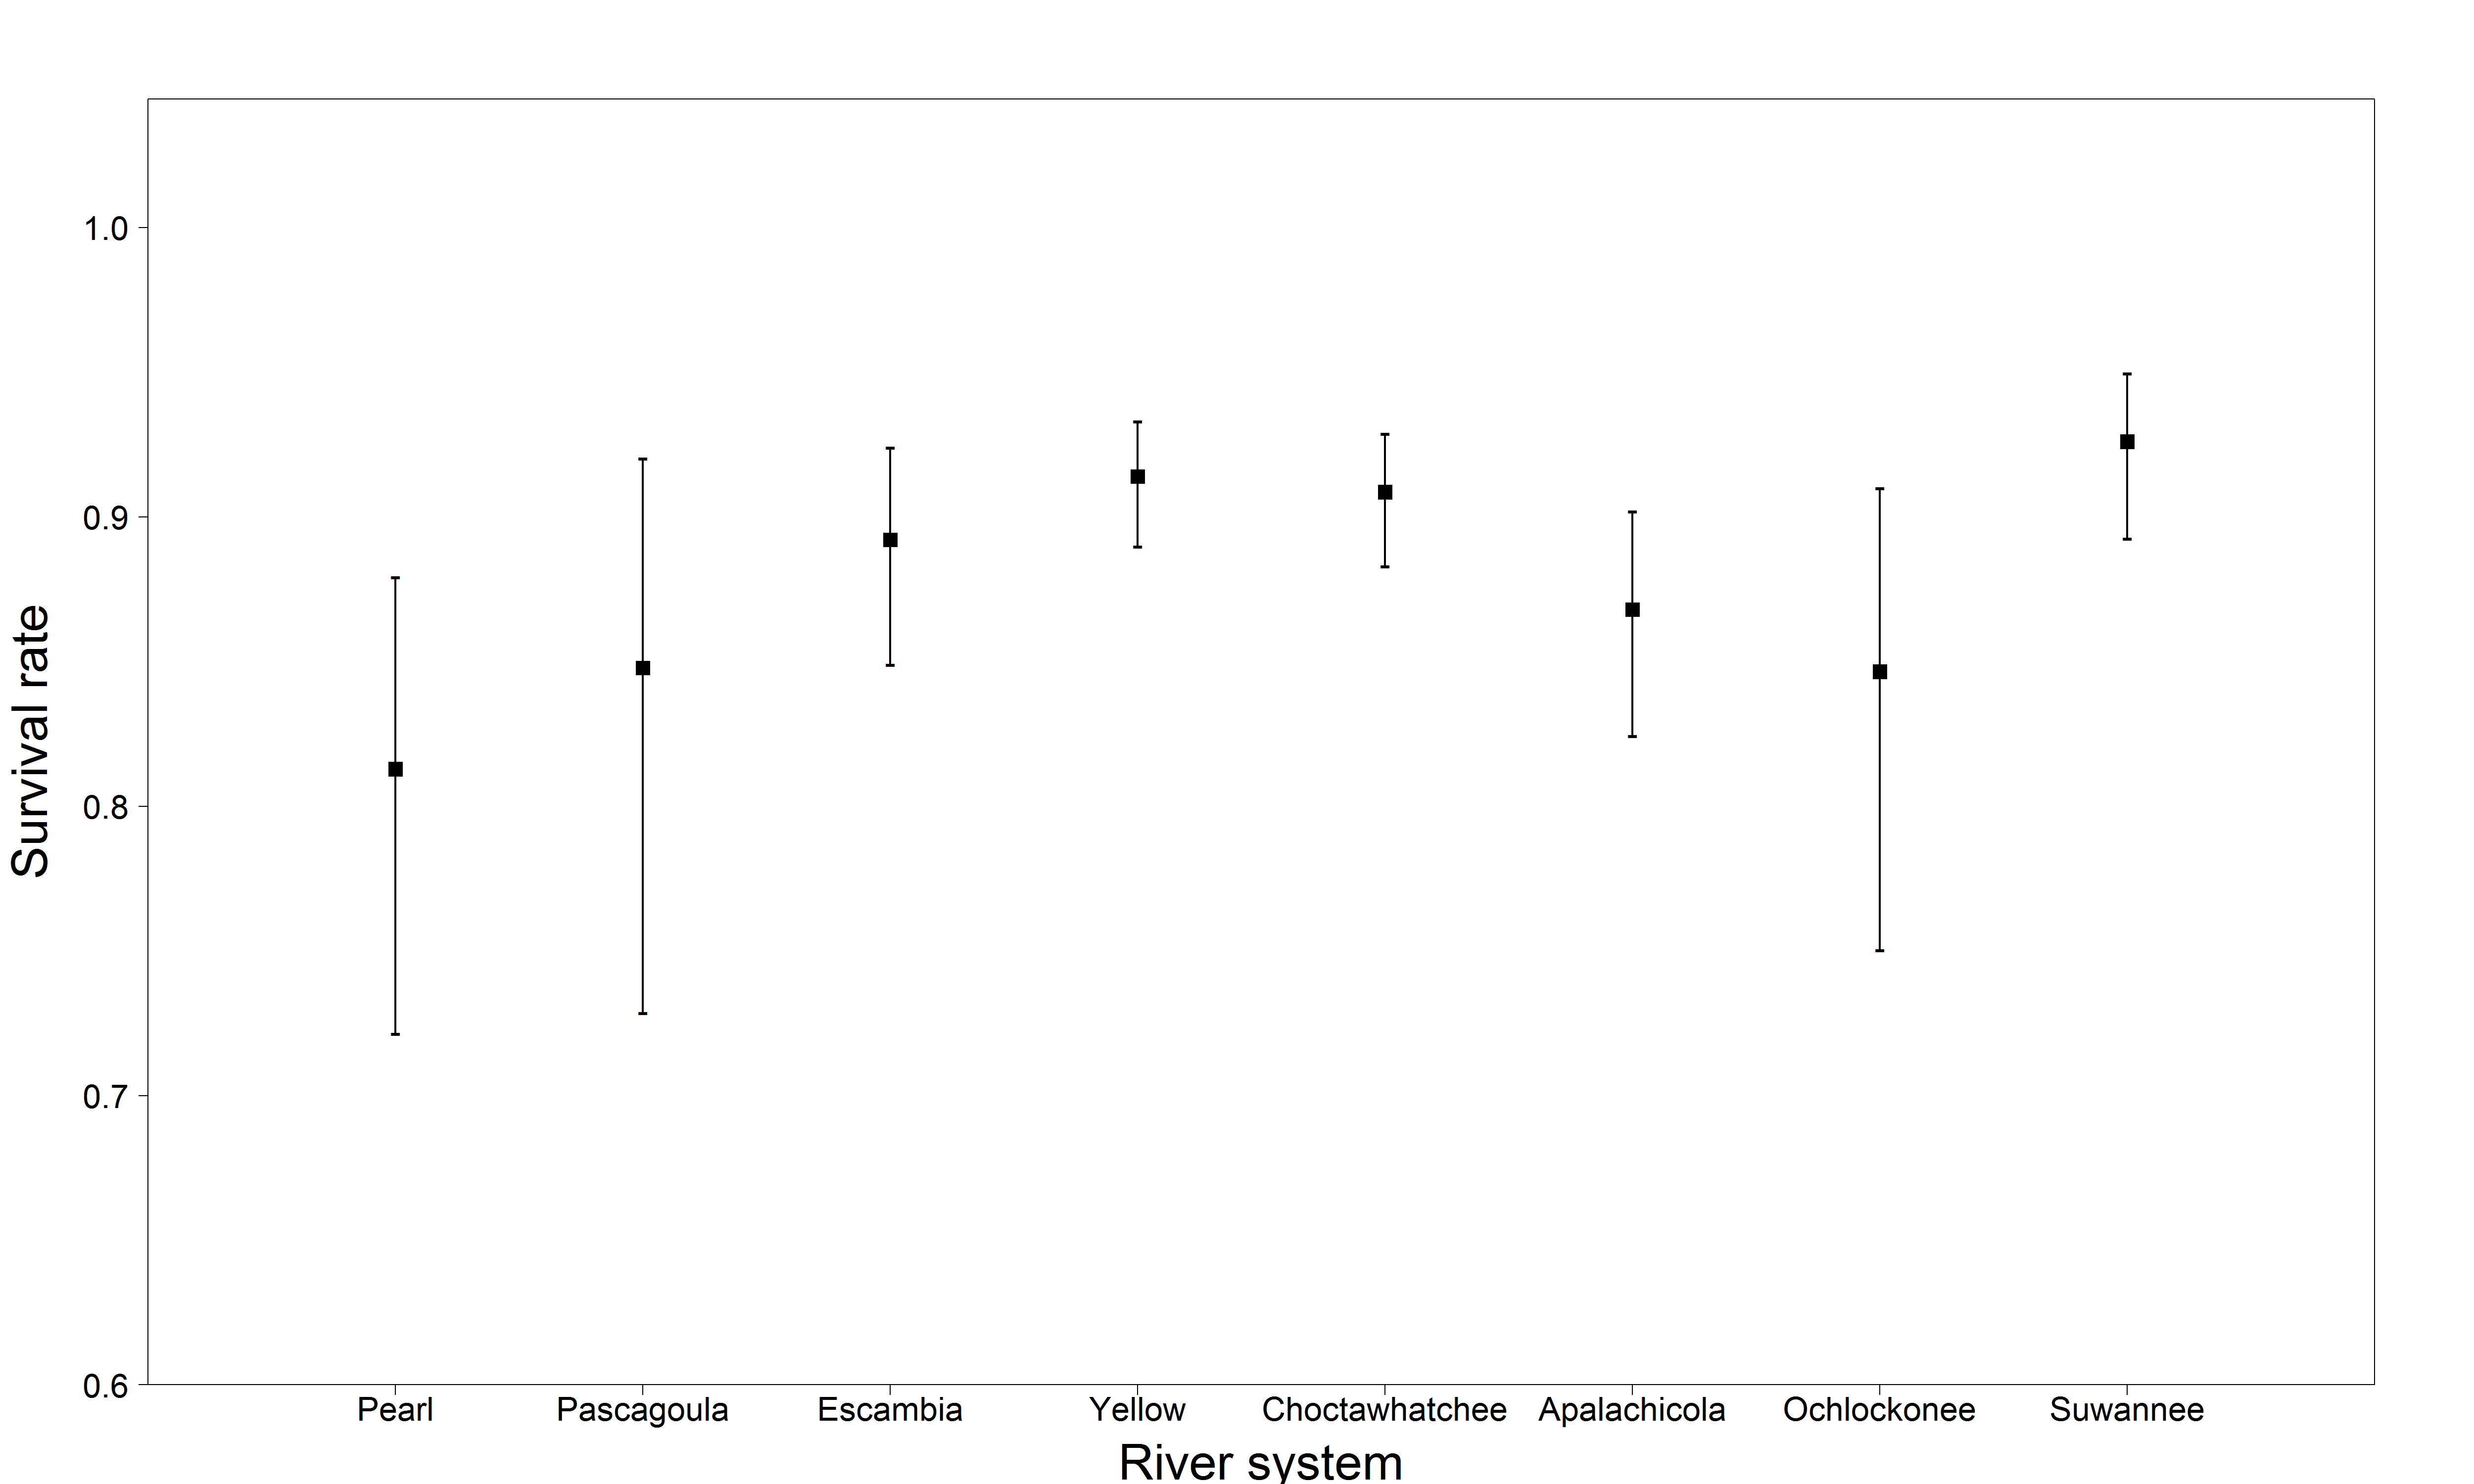 Survival rate
1.0
0.9
0.8
0.7
0.6
Pearl Pascagoula Escambia Yellow Choctawhatchee Apalachicola Ochlockonee Suwannee
River system